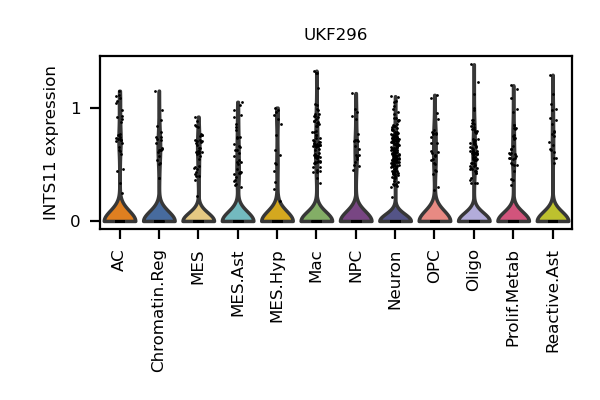 UKF296
INTS11 expression
1
0
AC
Chromatin.Reg
MES
MES.Ast
MES.Hyp
Mac
NPC
Neuron
OPC
Oligo
Prolif.Metab
Reactive.Ast